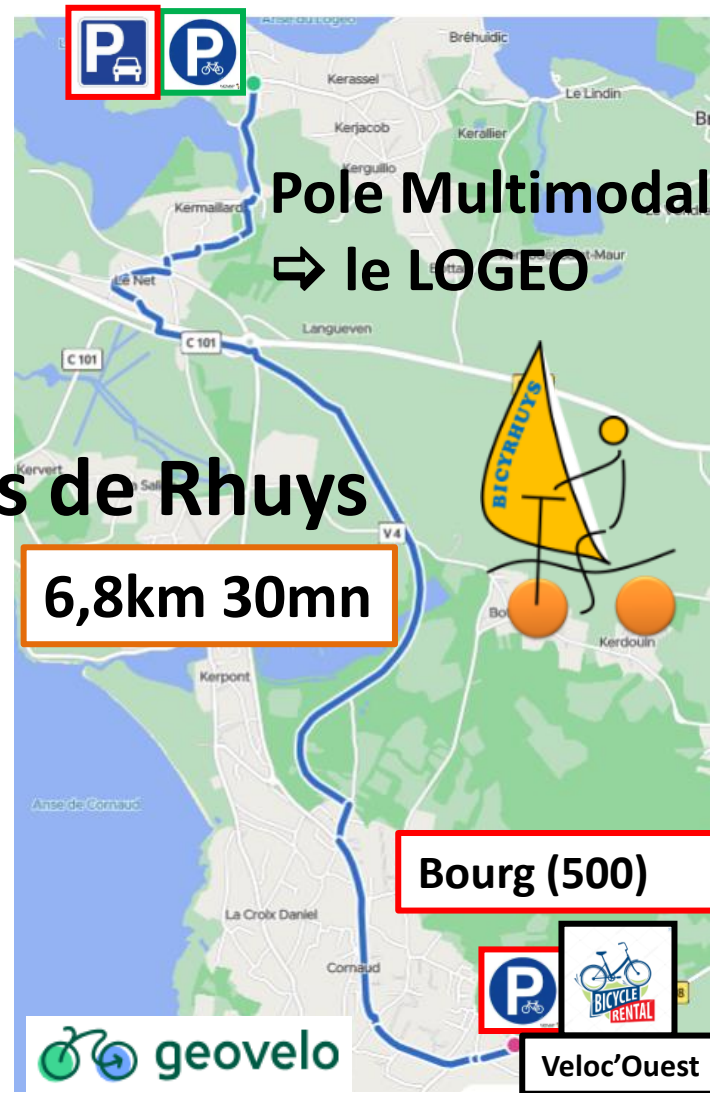 Anse du Logeo
P
P
Bréhuidic
Kerassel
Le Lindin
Kerjacob
Kerallier
Kerguillo
Pole Multimodal
Kermaillard
⇨ le LOGEO
Le Net
Langueven
C 101
C 101
BICYRHUYS
Kervert
s de Rhuys
V 4
6,8km 30mn
Kerdouin
Kerpont
Anse de Cornaud
Bourg (500)
La Croix Daniel
Cornaud
P
BICYCLE
RENTAL
8
geovelo
Veloc'Ouest